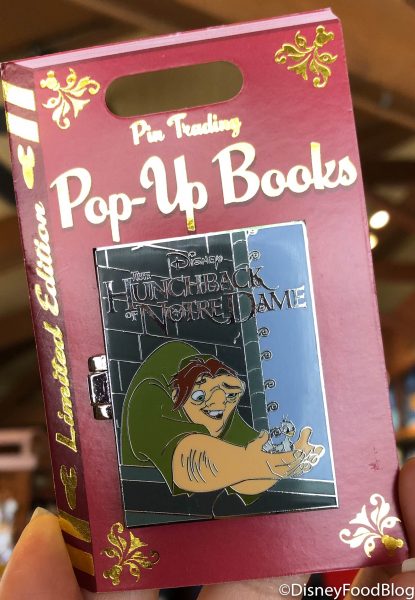 Pin Trading
Pop-Up Books
Limited Edition
Disney
THE
HUNCHBACK
OF NOTRE DAME
©DisneyFoodBlog